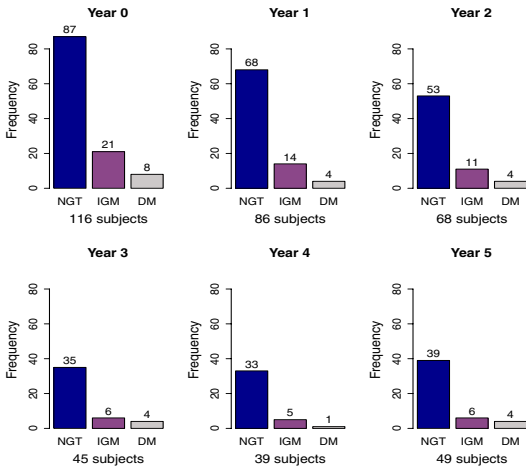 Year 0
Year 1
Year 2
Frequency
0 20 40 60 80
87
21
8
NGT IGM DM
116 subjects
Frequency
0 20 40 60 80
68
14
4
NGT IGM DM
86 subjects
Frequency
0 20 40 60 80
53
11
4
NGT IGM DM
68 subjects
Year 3
Year 4
Year 5
Frequency
0 20 40 60 80
35
6
4
NGT IGM DM
45 subjects
Frequency
0 20 40 60 80
33
5
1
NGT IGM DM
39 subjects
Frequency
0 20 40 60 80
39
6
4
NGT IGM DM
49 subjects